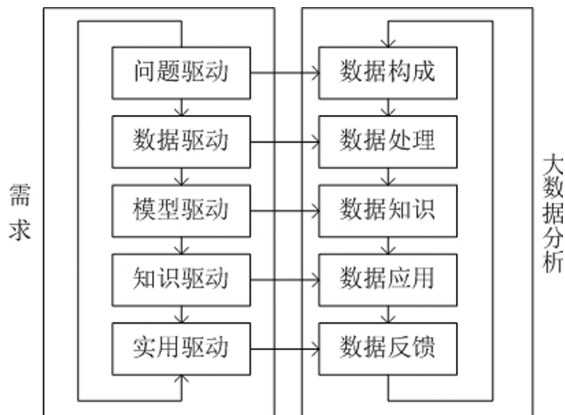 需求
问题驱动
数据驱动
模型驱动
知识驱动
实用驱动
数据构成
数据处理
数据知识
数据应用
数据反馈
大数据分析